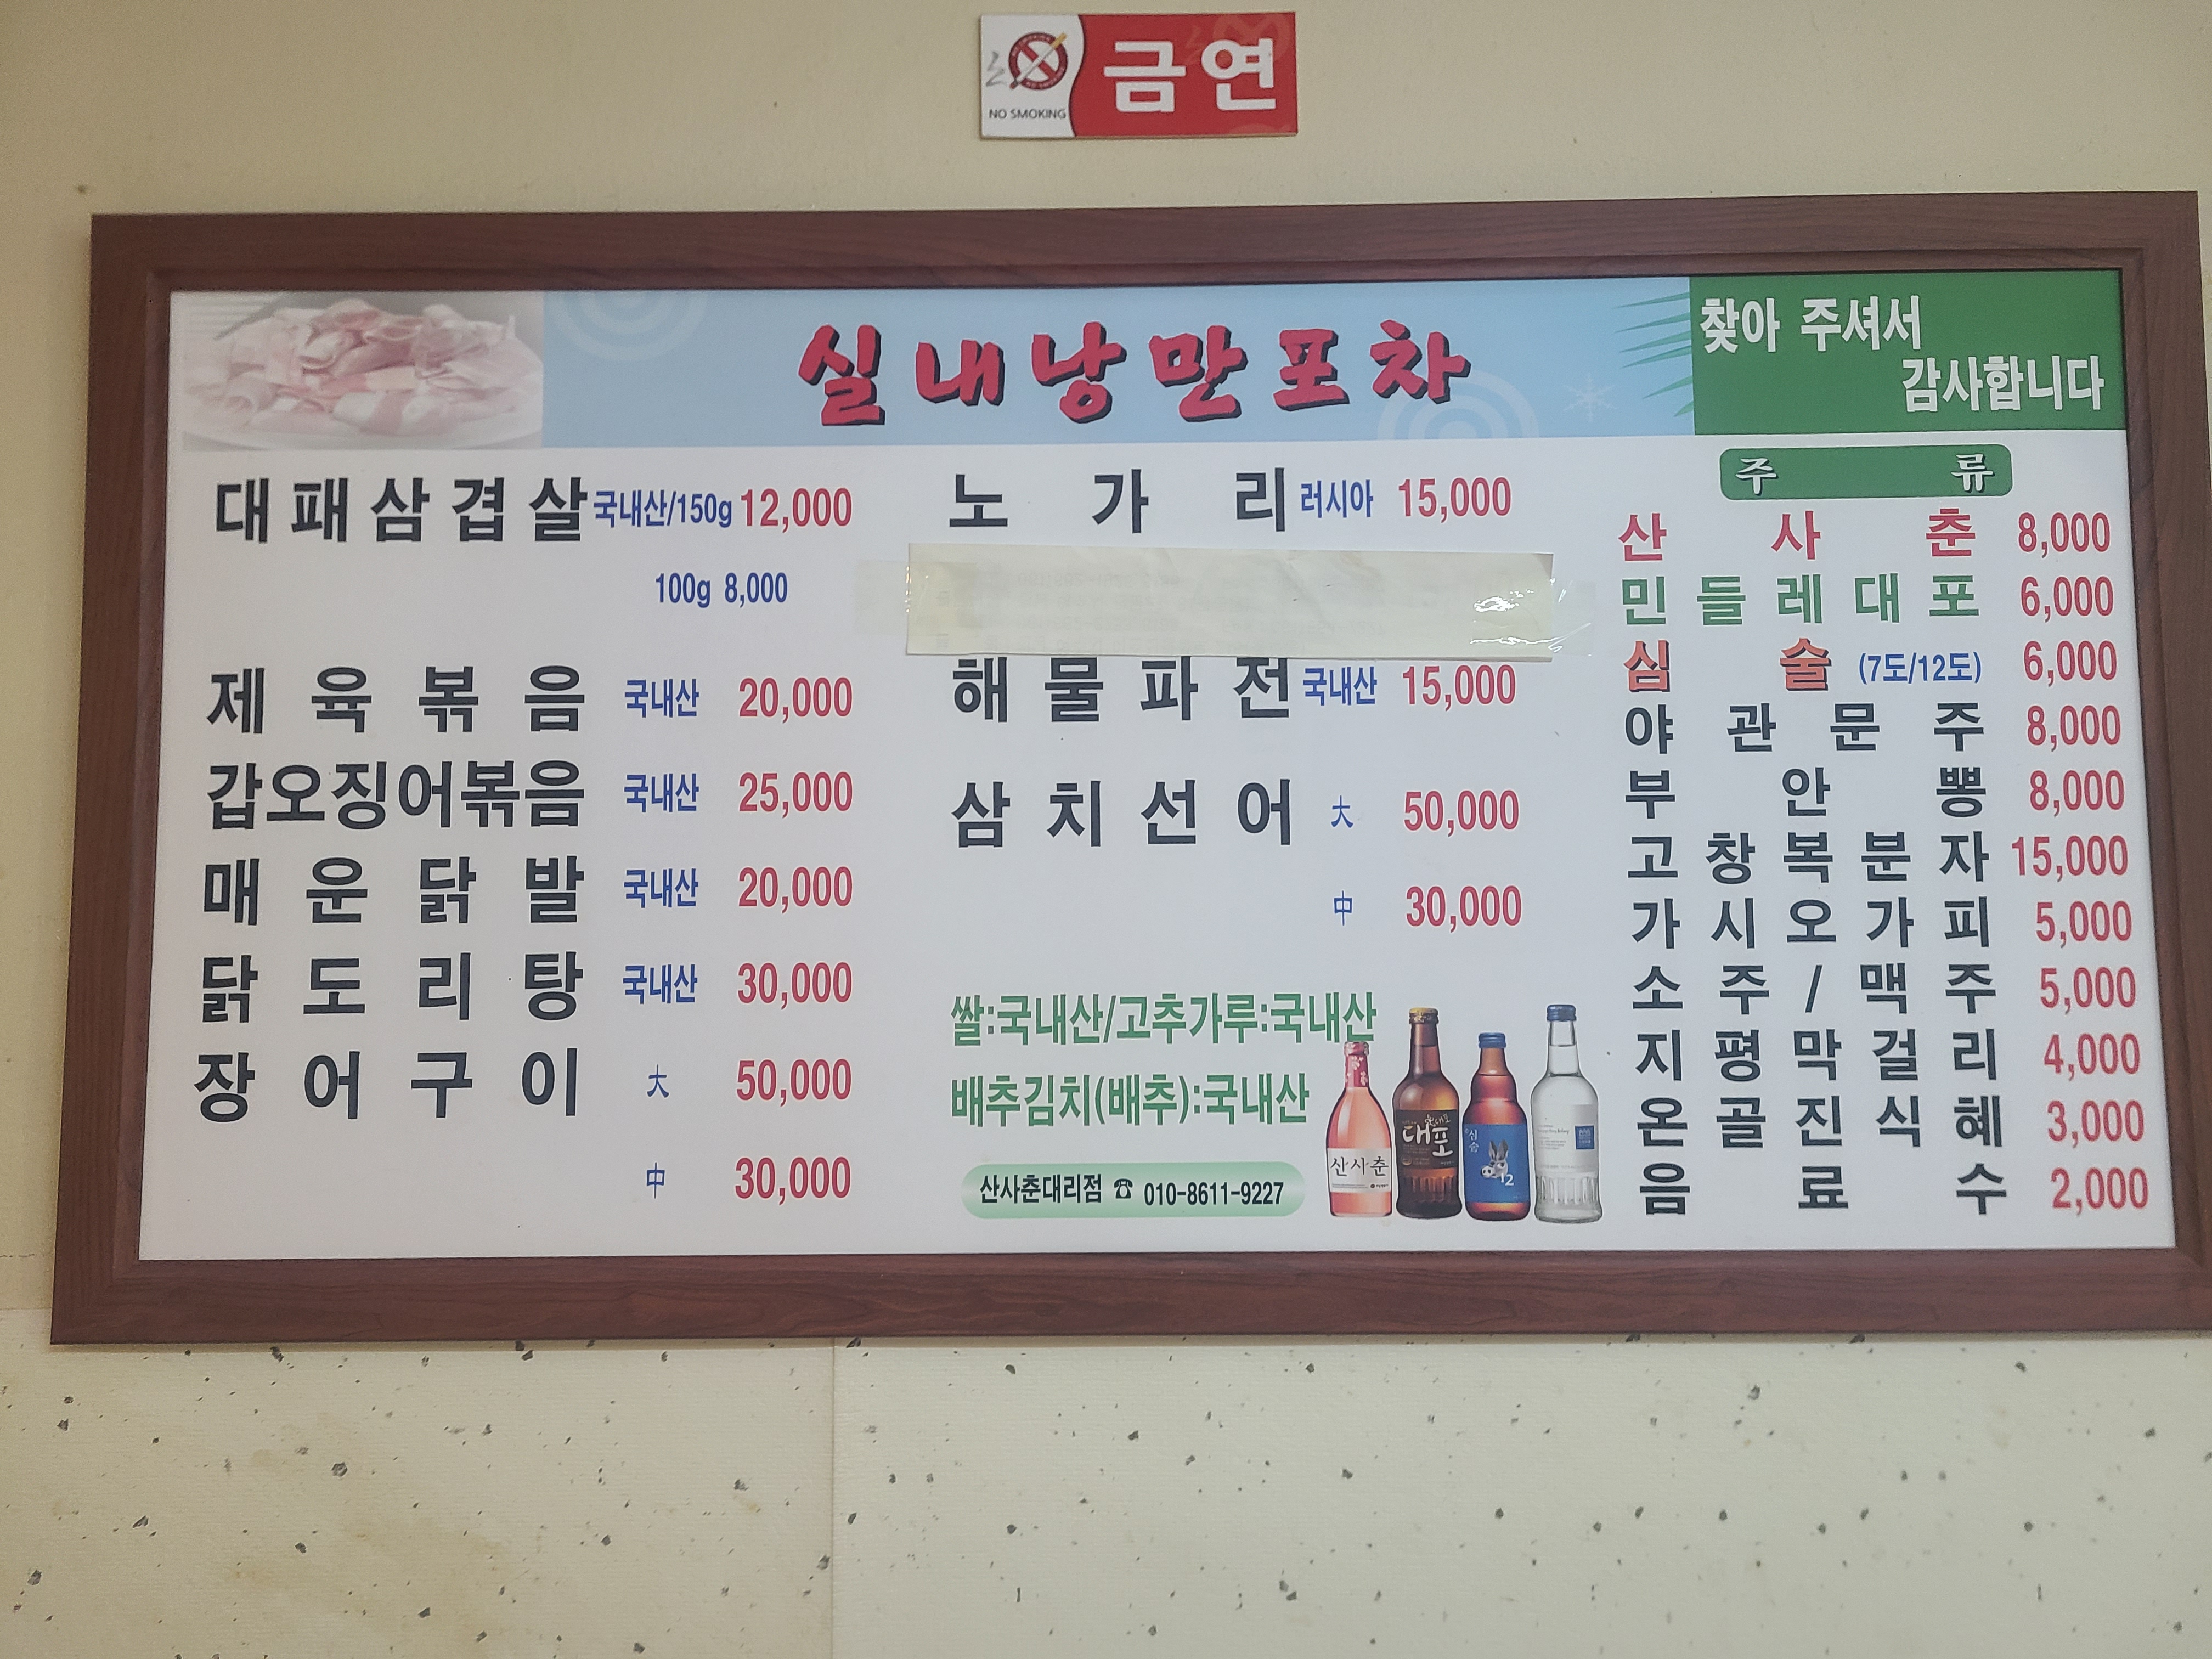 NO SMOKING
금연
실내낭만포차
찾아 주셔서
감사합니다
대패삼겹살 국내산/150g 12,000
100g 8,000
제육볶음 국내산 20,000
갑오징어볶음 국내산 25,000
매운닭발 국내산 20,000
닭도리탕 국내산 30,000
장어구이 大 50,000
中 30,000
노가리 러시아 15,000
해물파전 국내산 15,000
삼치선어 大 50,000
中 30,000
쌀:국내산/고추가루:국내산
배추김치(배추):국내산
산사춘대리점 ☎ 010-8611-9227
산사춘
대포
심술
12
주류
산사춘 8,000
민들레대포 6,000
심술 (7도/12도) 6,000
야관문주 8,000
부안뽕 8,000
고창복분자 15,000
가시오가피 5,000
소주/맥주 5,000
지평막걸리 4,000
온골진식혜 3,000
음료수 2,000